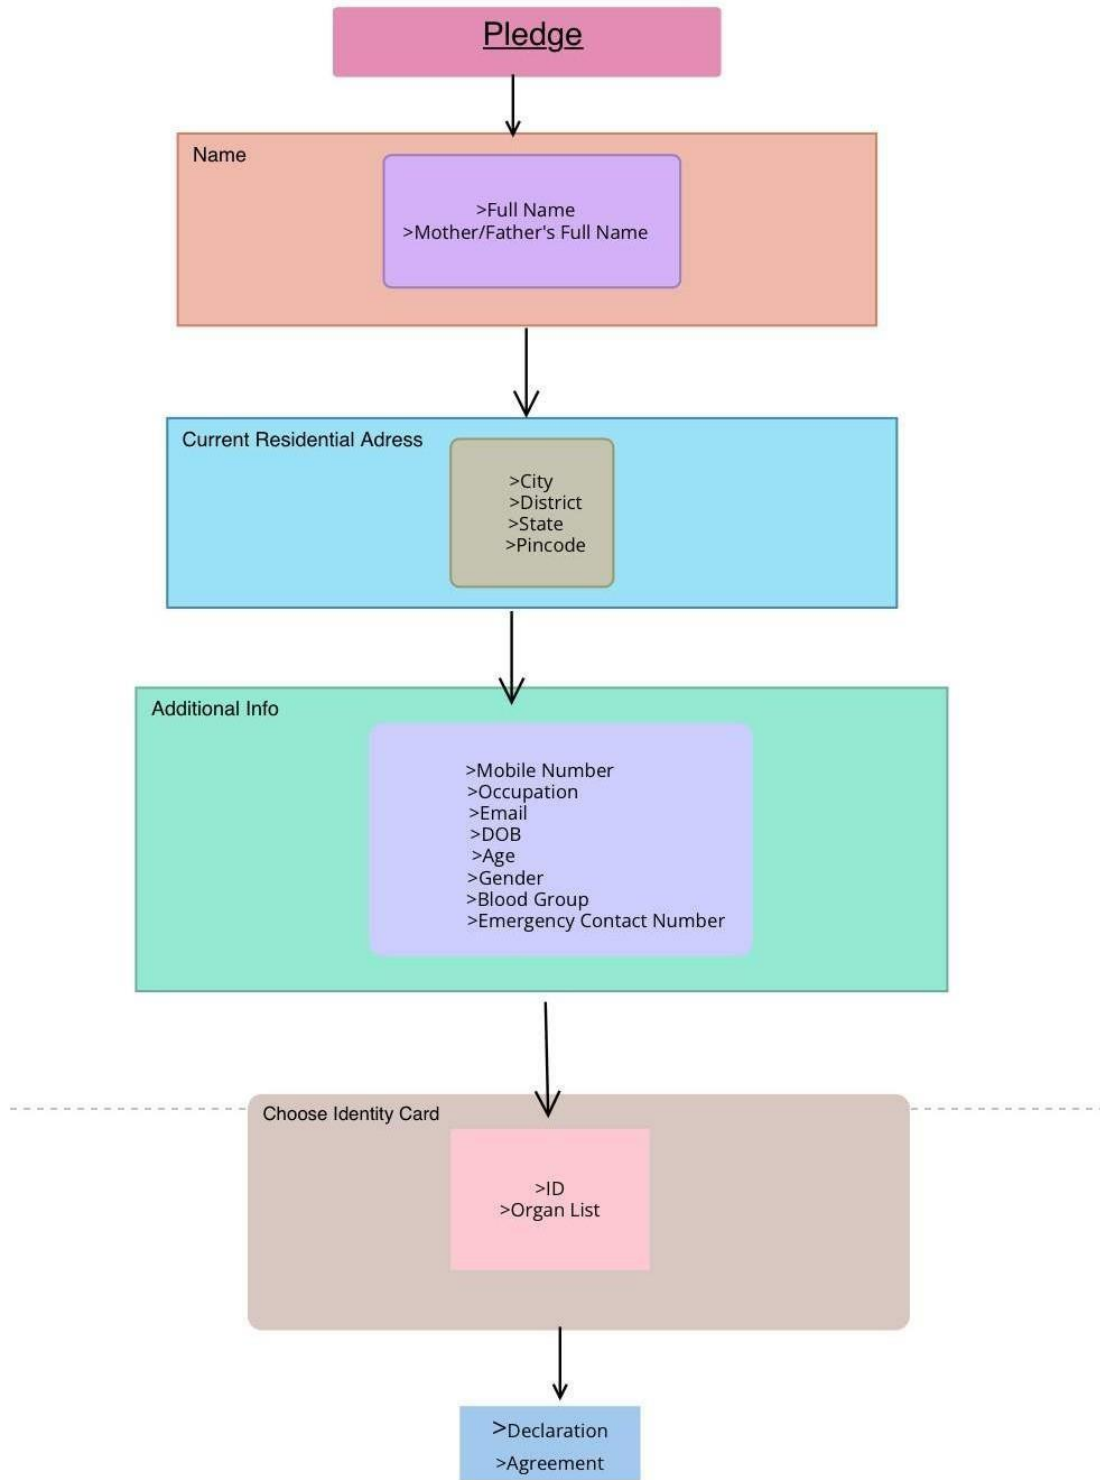 Pledge
Name
>Full Name
>Mother/Father's Full Name
Current Residential Adress
>City
>District
>State
>Pincode
Additional Info
>Mobile Number
>Occupation
>Email
>DOB
>Age
>Gender
>Blood Group
>Emergency Contact Number
Choose Identity Card
>ID
>Organ List
>Declaration
>Agreement